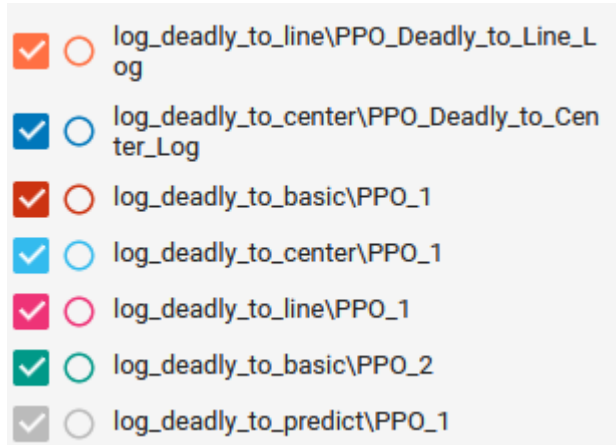 log_deadly_to_line\PPO_Deadly_to_Line_L
og
log_deadly_to_center\PPO_Deadly_to_Cen
ter_Log
log_deadly_to_basic\PPO_1
log_deadly_to_center\PPO_1
log_deadly_to_line\PPO_1
log_deadly_to_basic\PPO_2
log_deadly_to_predict\PPO_1